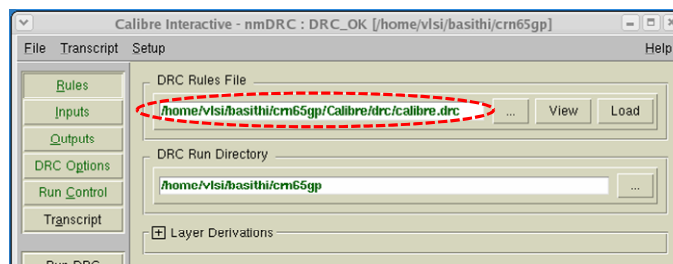 Calibre Interactive - nmDRC : DRC_OK [/home/vlsi/basithi/crn65gp]
File Transcript Setup Help
Rules
Inputs
Outputs
DRC Options
Run Control
Transcript
Run DRC
DRC Rules File
/home/vlsi/basithi/crn65gp/Calibre/drc/calibre.drc ... View Load
DRC Run Directory
/home/vlsi/basithi/crn65gp ...
+ Layer Derivations